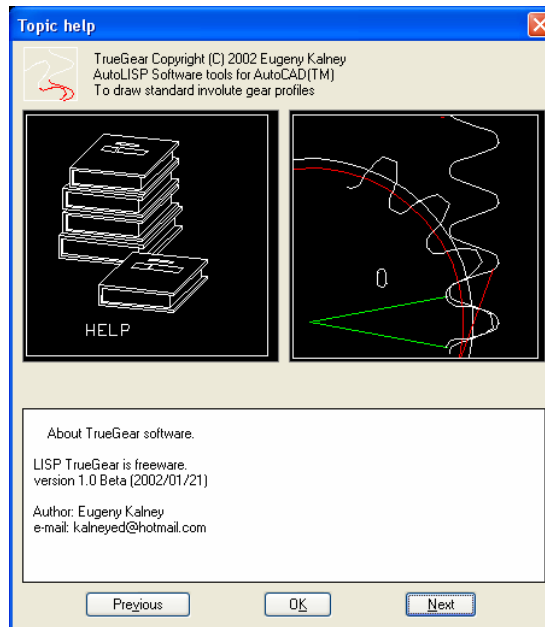 Topic help
TrueGear Copyright (C) 2002 Eugeny Kalney
AutoLISP Software tools for AutoCAD(TM)
To draw standard involute gear profiles
HELP
0
About TrueGear software.
LISP TrueGear is freeware.
version 1.0 Beta (2002/01/21)
Author: Eugeny Kalney
e-mail: kalneyed@hotmail.com
Previous
OK
Next